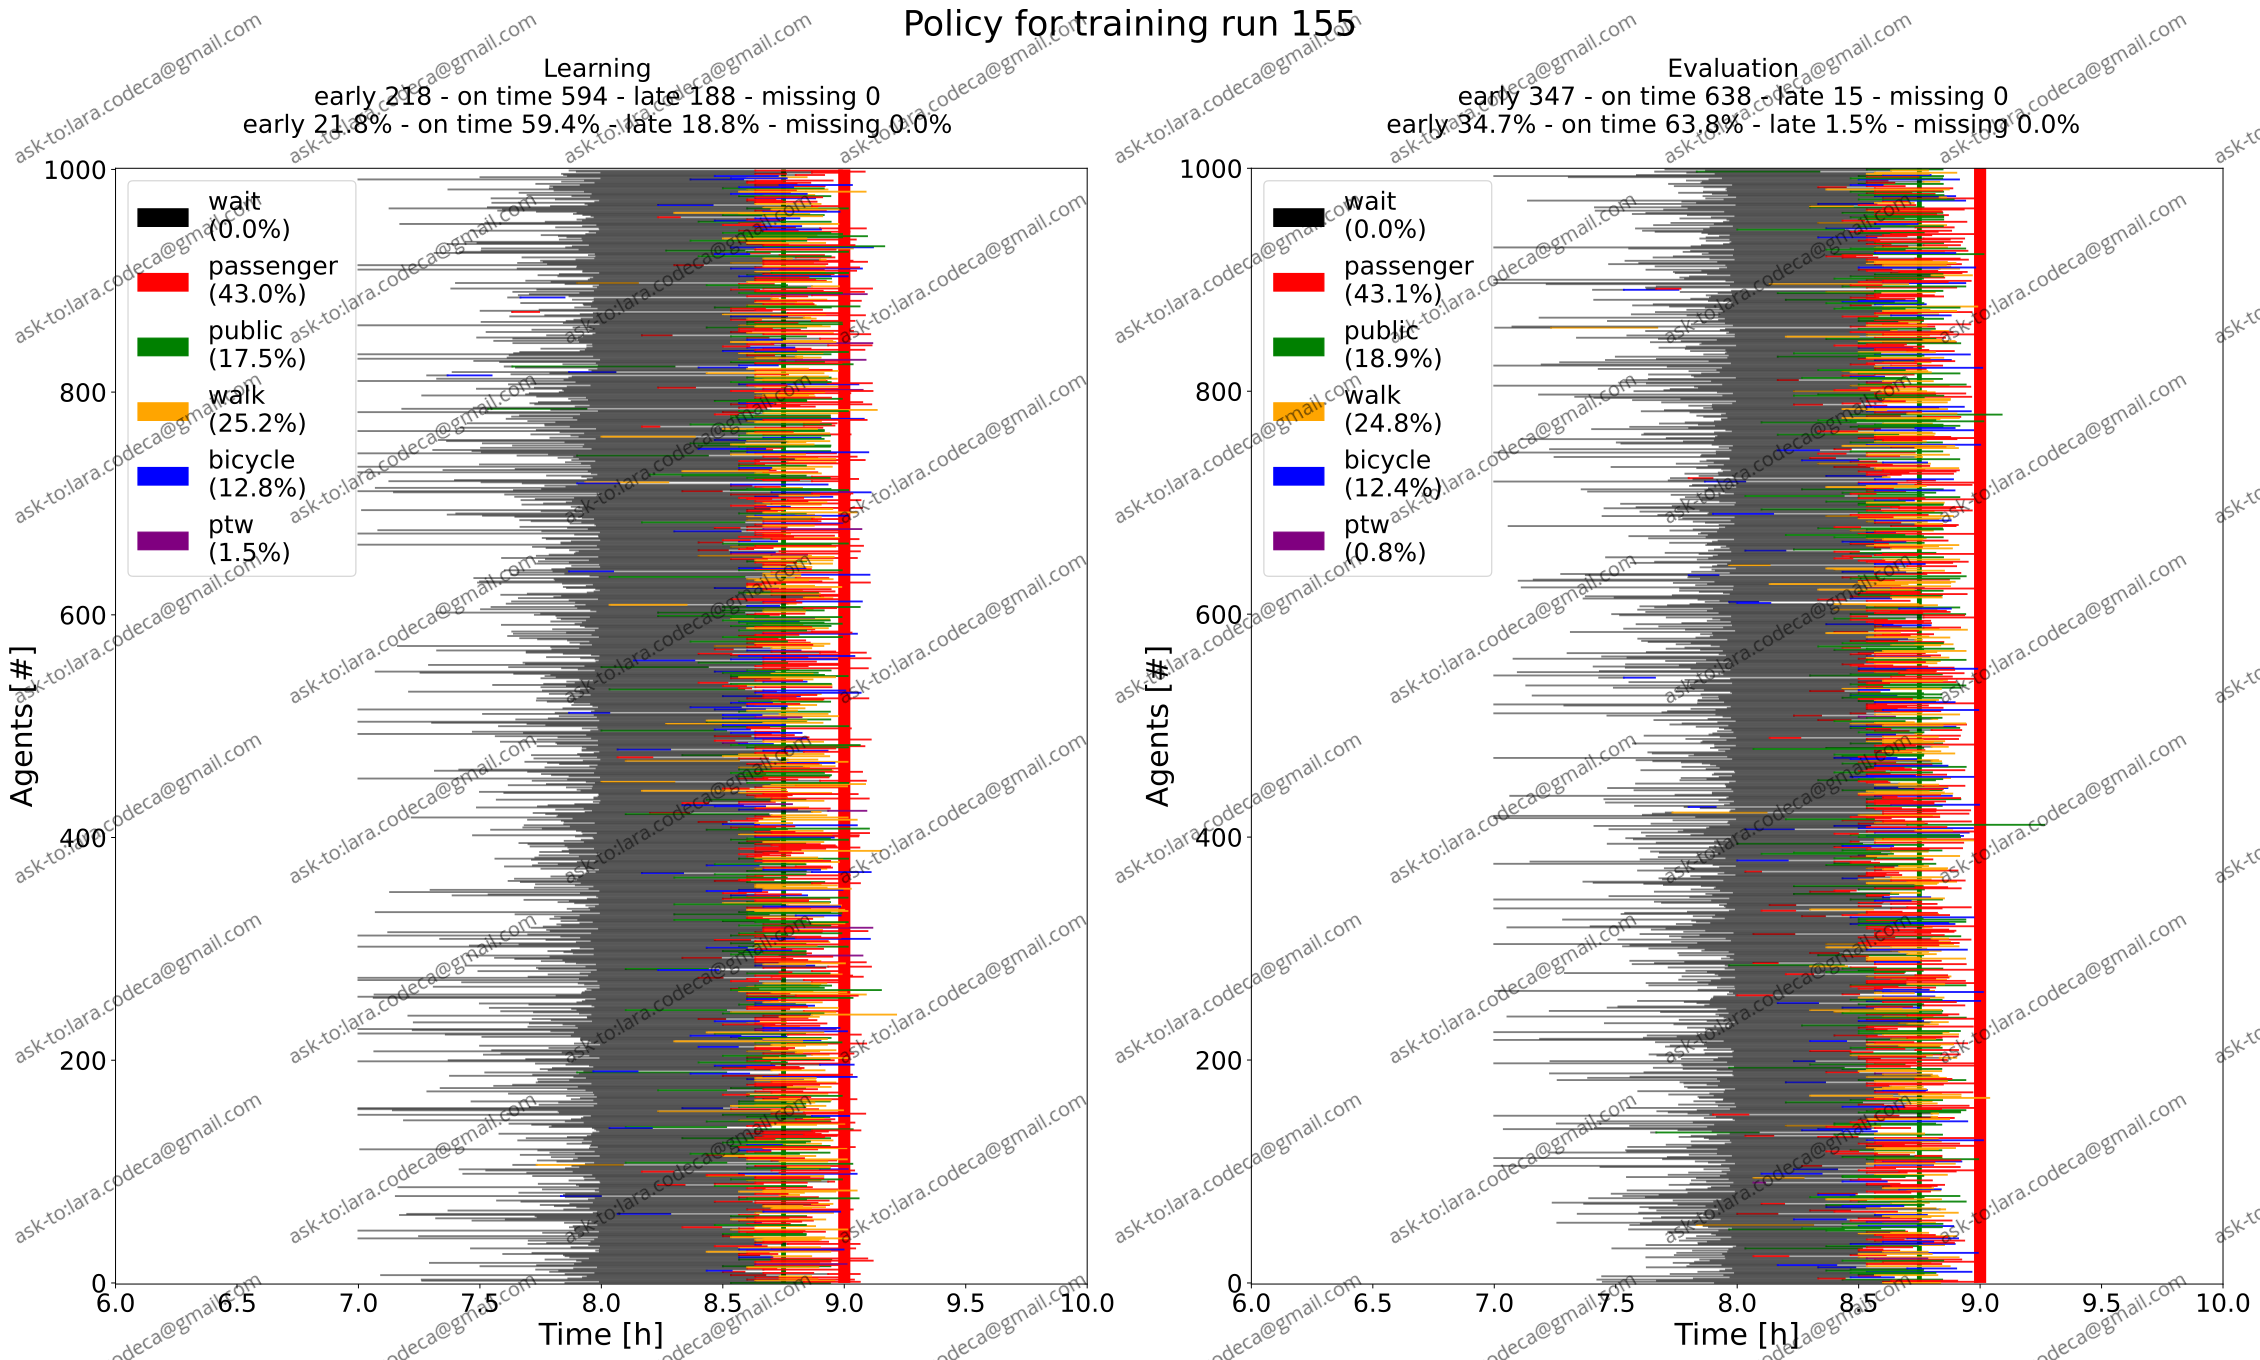 Policy for training run 155
Learning
early 218 - on time 594 - late 188 - missing 0
early 21.8% - on time 59.4% - late 18.8% - missing 0.0%
1000
800
600
400
200
0
Agents [#]
wait
(0.0%)
passenger
(43.0%)
public
(17.5%)
walk
(25.2%)
bicycle
(12.8%)
ptw
(1.5%)
6.0 6.5 7.0 7.5 8.0 8.5 9.0 9.5 10.0
Time [h]
Evaluation
early 347 - on time 638 - late 15 - missing 0
early 34.7% - on time 63.8% - late 1.5% - missing 0.0%
1000
800
600
400
200
0
Agents [#]
wait
(0.0%)
passenger
(43.1%)
public
(18.9%)
walk
(24.8%)
bicycle
(12.4%)
ptw
(0.8%)
6.0 6.5 7.0 7.5 8.0 8.5 9.0 9.5 10.0
Time [h]
ask-to:lara.codeca@gmail.com